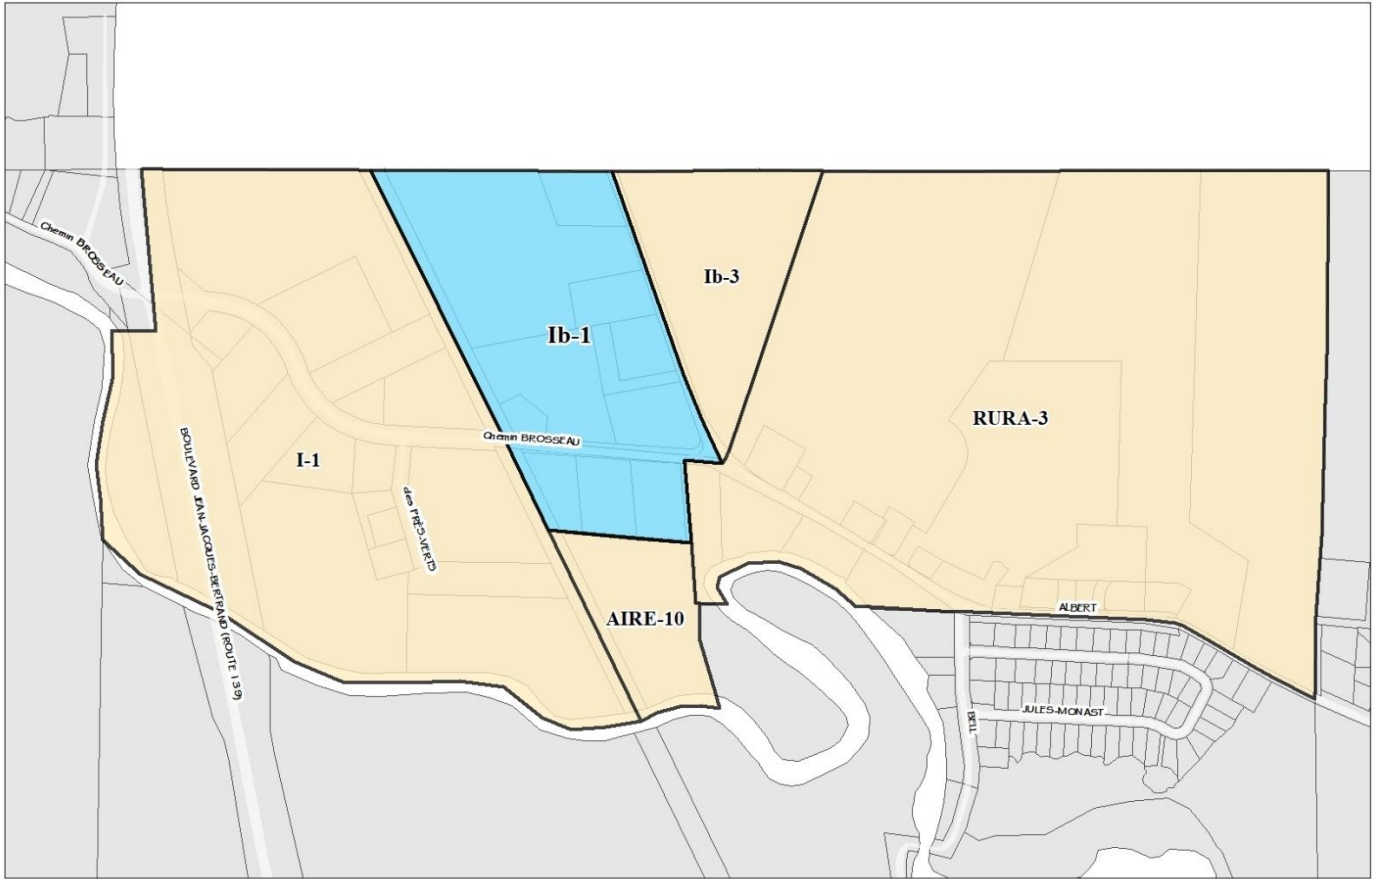 Chemin BROSSEAU
Ib-3
Ib-1
RURA-3
Chemin BROSSEAU
I-1
BOULEVARD JEAN-JACQUES-BERTRAND (ROUTE 139)
des PRÉS-VERTS
AIRE-10
ALBERT
JULES-MONAST
BELL